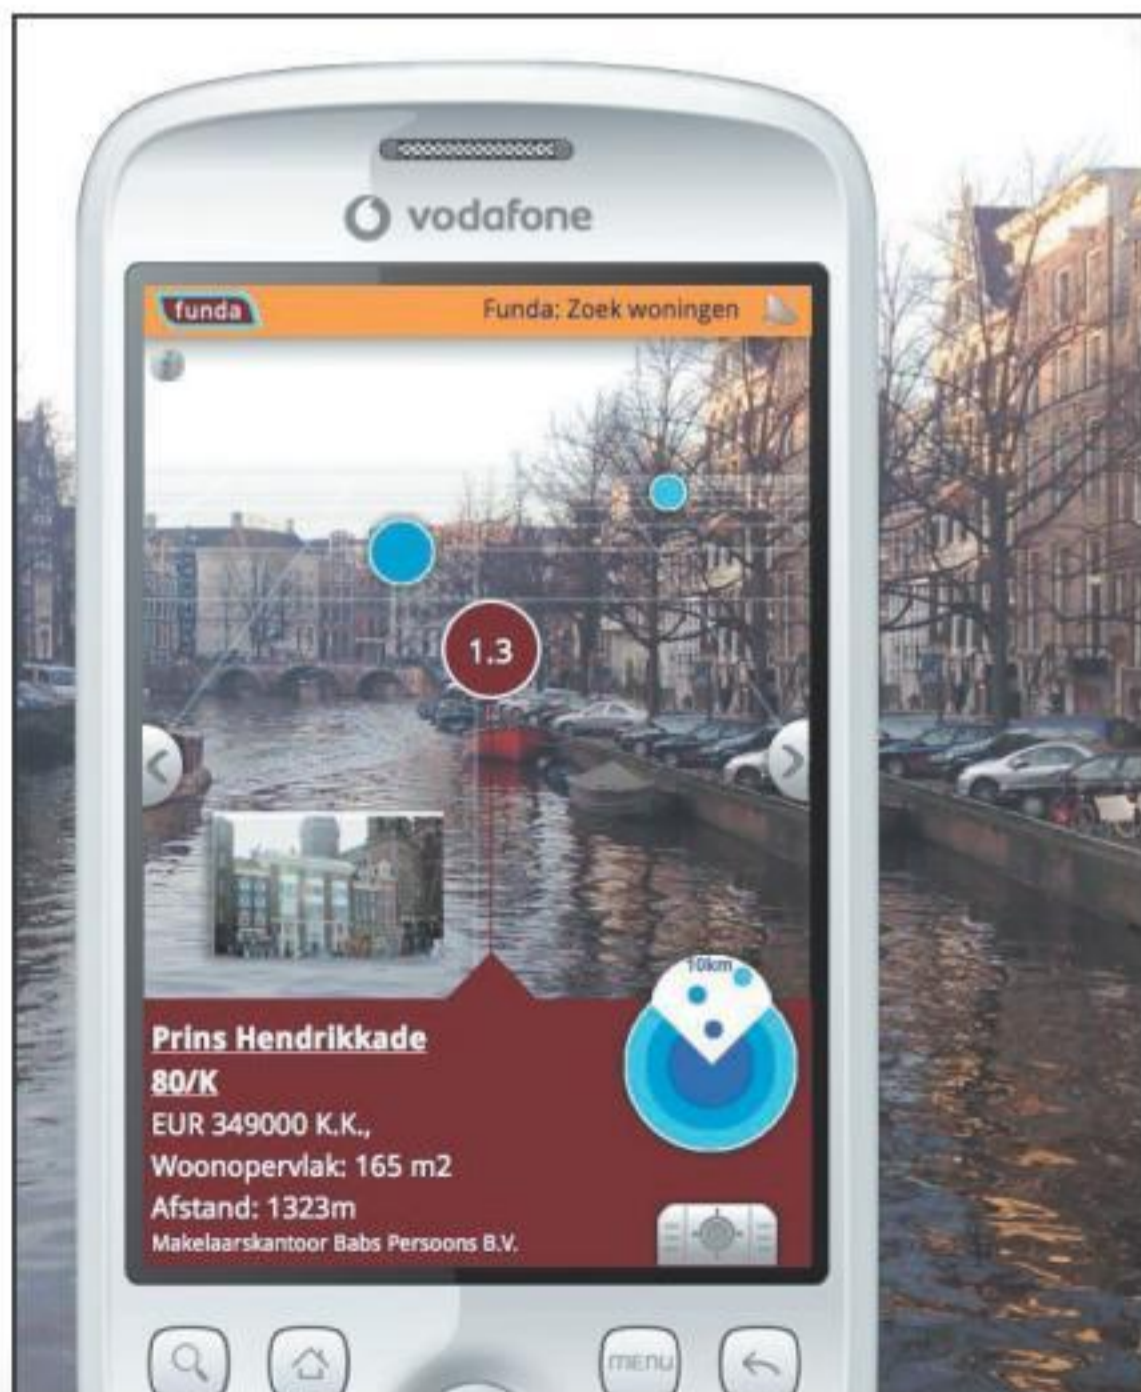 vodafone
funda
Funda: Zoek woningen
1.3
10km
Prins Hendrikkade
80/K
EUR 349000 K.K.,
Woonopervlak: 165 m2
Afstand: 1323m
Makelaarskantoor Babs Persoons B.V.
menu